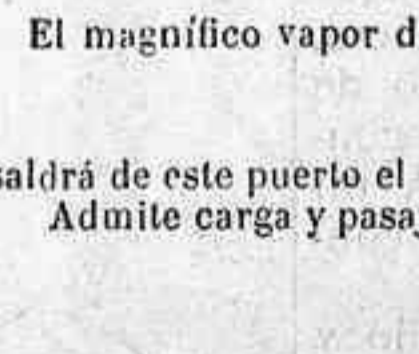 El magnífico vapor d
saldrá de este puerto el
Admite carga y pasa